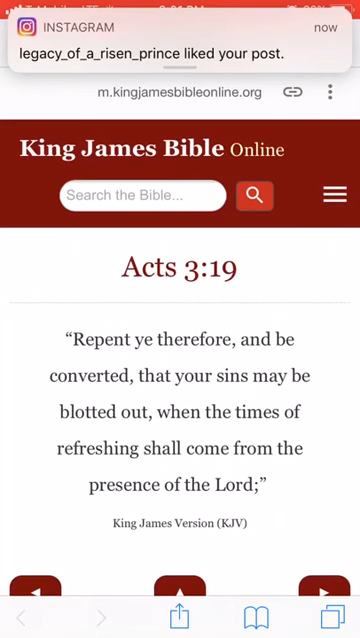 INSTAGRAM
now
legacy_of_a_risen_prince liked your post.
m.kingjamesbibleonline.org
King James Bible Online
Search the Bible...
Acts 3:19
“Repent ye therefore, and be
converted, that your sins may be
blotted out, when the times of
refreshing shall come from the
presence of the Lord;”
King James Version (KJV)